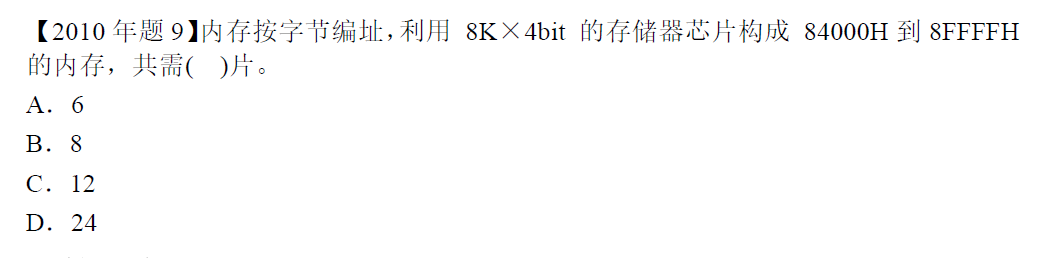 【2010 年题 9】内存按字节编址,利用 8K×4bit 的存储器芯片构成 84000H 到 8FFFFH
的内存，共需( )片。
A．6
B．8
C．12
D．24